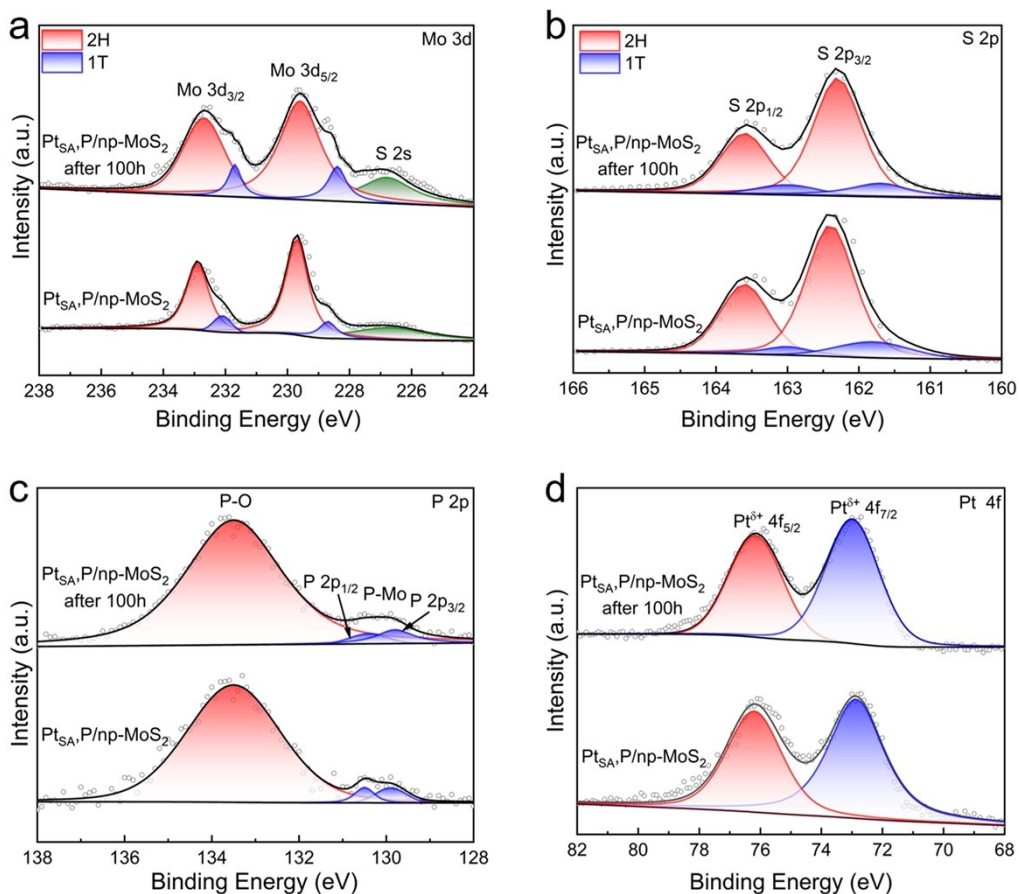 a
Mo 3d
2H
1T
Mo 3d3/2
Mo 3d5/2
S 2s
PtSA,P/np-MoS2
after 100h
PtSA,P/np-MoS2
Intensity (a.u.)
238 236 234 232 230 228 226 224
Binding Energy (eV)
b
S 2p
2H
1T
S 2p1/2
S 2p3/2
PtSA,P/np-MoS2
after 100h
PtSA,P/np-MoS2
Intensity (a.u.)
166 165 164 163 162 161 160
Binding Energy (eV)
c
P 2p
P-O
P 2p1/2
P-Mo
P 2p3/2
PtSA,P/np-MoS2
after 100h
PtSA,P/np-MoS2
Intensity (a.u.)
138 136 135 133 132 130 128
Binding Energy (eV)
d
Pt 4f
Ptδ+ 4f5/2
Ptδ+ 4f7/2
PtSA,P/np-MoS2
after 100h
PtSA,P/np-MoS2
Intensity (a.u.)
82 80 78 76 74 72 70 68
Binding Energy (eV)